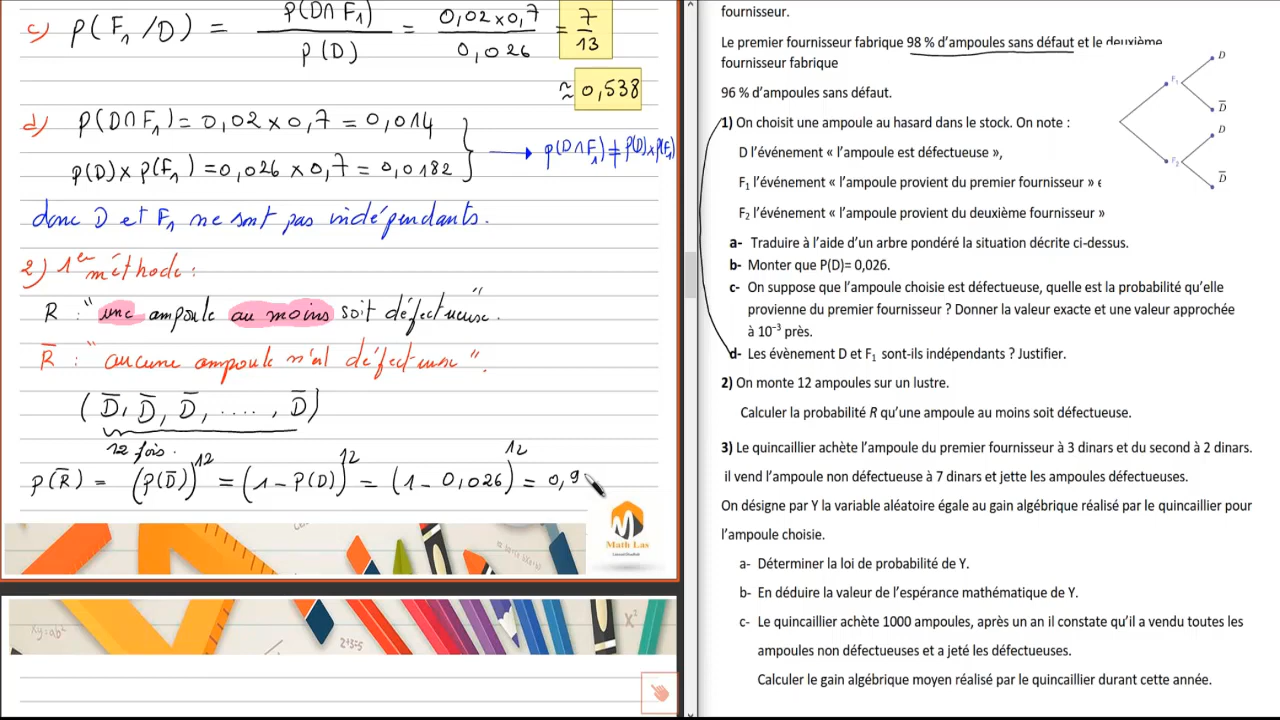 c) p(F₁/D) = p(D∩F₁) / p(D) = 0,02×0,7 / 0,026 = 7/13
≈ 0,538
d) p(D∩F₁) = 0,02 × 0,7 = 0,014
p(D) × p(F₁) = 0,026 × 0,7 = 0,0182
→ p(D∩F₁) ≠ p(D)×p(F₁)
donc D et F₁ ne sont pas indépendants.
2) 1er méthode :
R : "une ampoule au moins soit défectueuse".
R̄ : "aucune ampoule n'est défectueuse".
(D̄, D̄, D̄, ....., D̄)
12 fois.
p(R̄) = (p(D̄))¹² = (1 − p(D))¹² = (1 − 0,026)¹² = 0,9
Math Las
xy=ab²
2+3=5
x²
fournisseur.
Le premier fournisseur fabrique 98 % d'ampoules sans défaut et le deuxième
fournisseur fabrique
96 % d'ampoules sans défaut.
1) On choisit une ampoule au hasard dans le stock. On note :
D l'événement « l'ampoule est défectueuse »,
F₁ l'événement « l'ampoule provient du premier fournisseur » e
F₂ l'événement « l'ampoule provient du deuxième fournisseur »
F₁
D
D̄
F₂
D
D̄
a- Traduire à l'aide d'un arbre pondéré la situation décrite ci-dessus.
b- Monter que P(D)= 0,026.
c- On suppose que l'ampoule choisie est défectueuse, quelle est la probabilité qu'elle
provienne du premier fournisseur ? Donner la valeur exacte et une valeur approchée
à 10⁻³ près.
d- Les évènement D et F₁ sont-ils indépendants ? Justifier.
2) On monte 12 ampoules sur un lustre.
Calculer la probabilité R qu'une ampoule au moins soit défectueuse.
3) Le quincaillier achète l'ampoule du premier fournisseur à 3 dinars et du second à 2 dinars.
il vend l'ampoule non défectueuse à 7 dinars et jette les ampoules défectueuses.
On désigne par Y la variable aléatoire égale au gain algébrique réalisé par le quincaillier pour
l'ampoule choisie.
a- Déterminer la loi de probabilité de Y.
b- En déduire la valeur de l'espérance mathématique de Y.
c- Le quincaillier achète 1000 ampoules, après un an il constate qu'il a vendu toutes les
ampoules non défectueuses et a jeté les défectueuses.
Calculer le gain algébrique moyen réalisé par le quincaillier durant cette année.